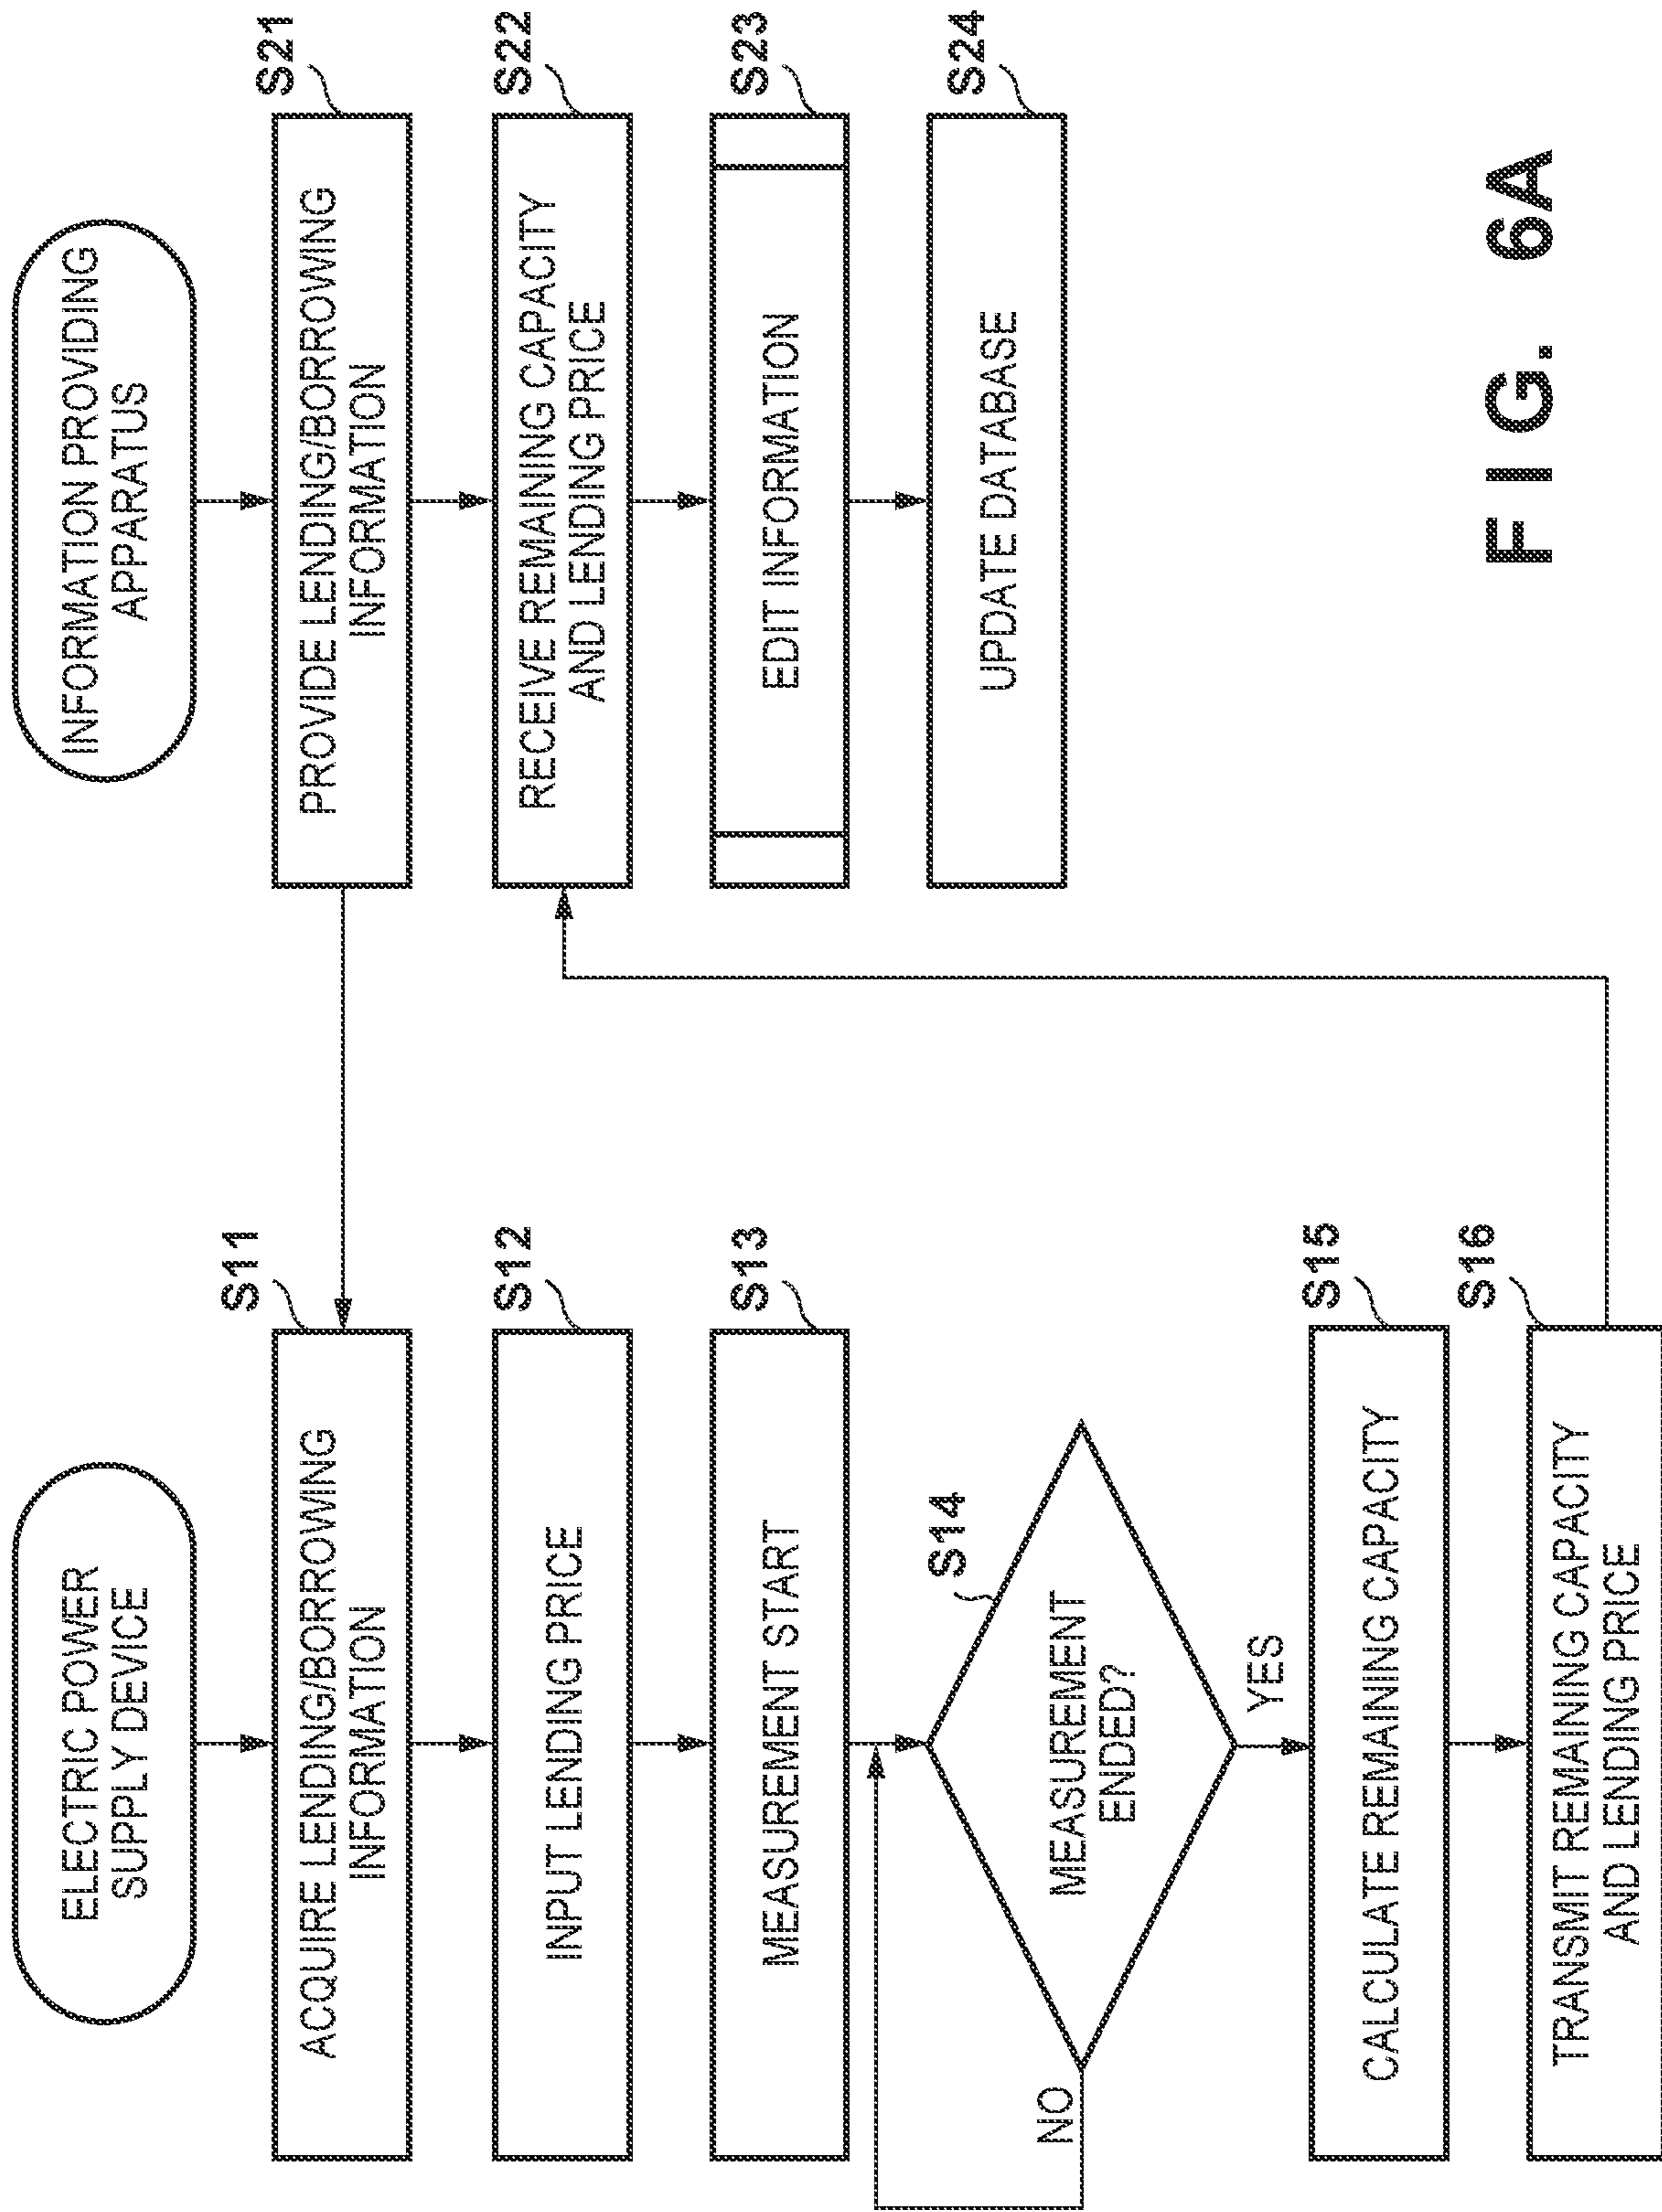 ELECTRIC POWER
SUPPLY DEVICE
S11
ACQUIRE LENDING/BORROWING
INFORMATION
S12
INPUT LENDING PRICE
S13
MEASUREMENT START
S14
MEASUREMENT
ENDED?
NO
YES
S15
CALCULATE REMAINING CAPACITY
S16
TRANSMIT REMAINING CAPACITY
AND LENDING PRICE
INFORMATION PROVIDING
APPARATUS
S21
PROVIDE LENDING/BORROWING
INFORMATION
S22
RECEIVE REMAINING CAPACITY
AND LENDING PRICE
S23
EDIT INFORMATION
S24
UPDATE DATABASE
FIG. 6A